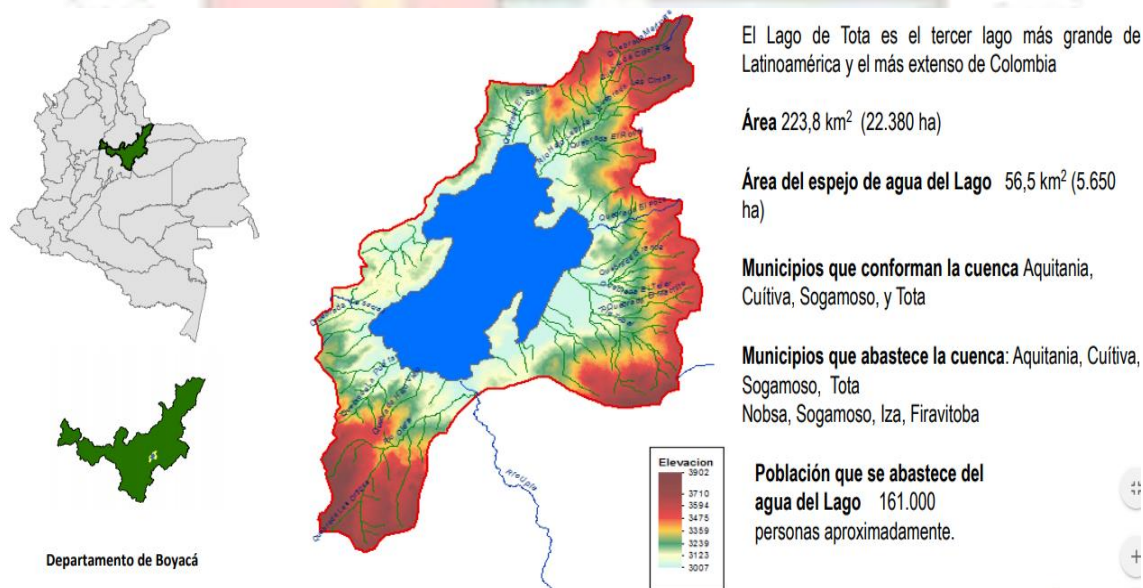 El Lago de Tota es el tercer lago más grande de
Latinoamérica y el más extenso de Colombia
Área 223,8 km² (22.380 ha)
Área del espejo de agua del Lago 56,5 km² (5.650
ha)
Municipios que conforman la cuenca Aquitania,
Cuítiva, Sogamoso, y Tota
Municipios que abastece la cuenca: Aquitania, Cuítiva,
Sogamoso, Tota
Nobsa, Sogamoso, Iza, Firavitoba
Población que se abastece del
agua del Lago 161.000
personas aproximadamente.
Elevacion
3902
3710
3594
3475
3359
3239
3123
3007
Departamento de Boyacá